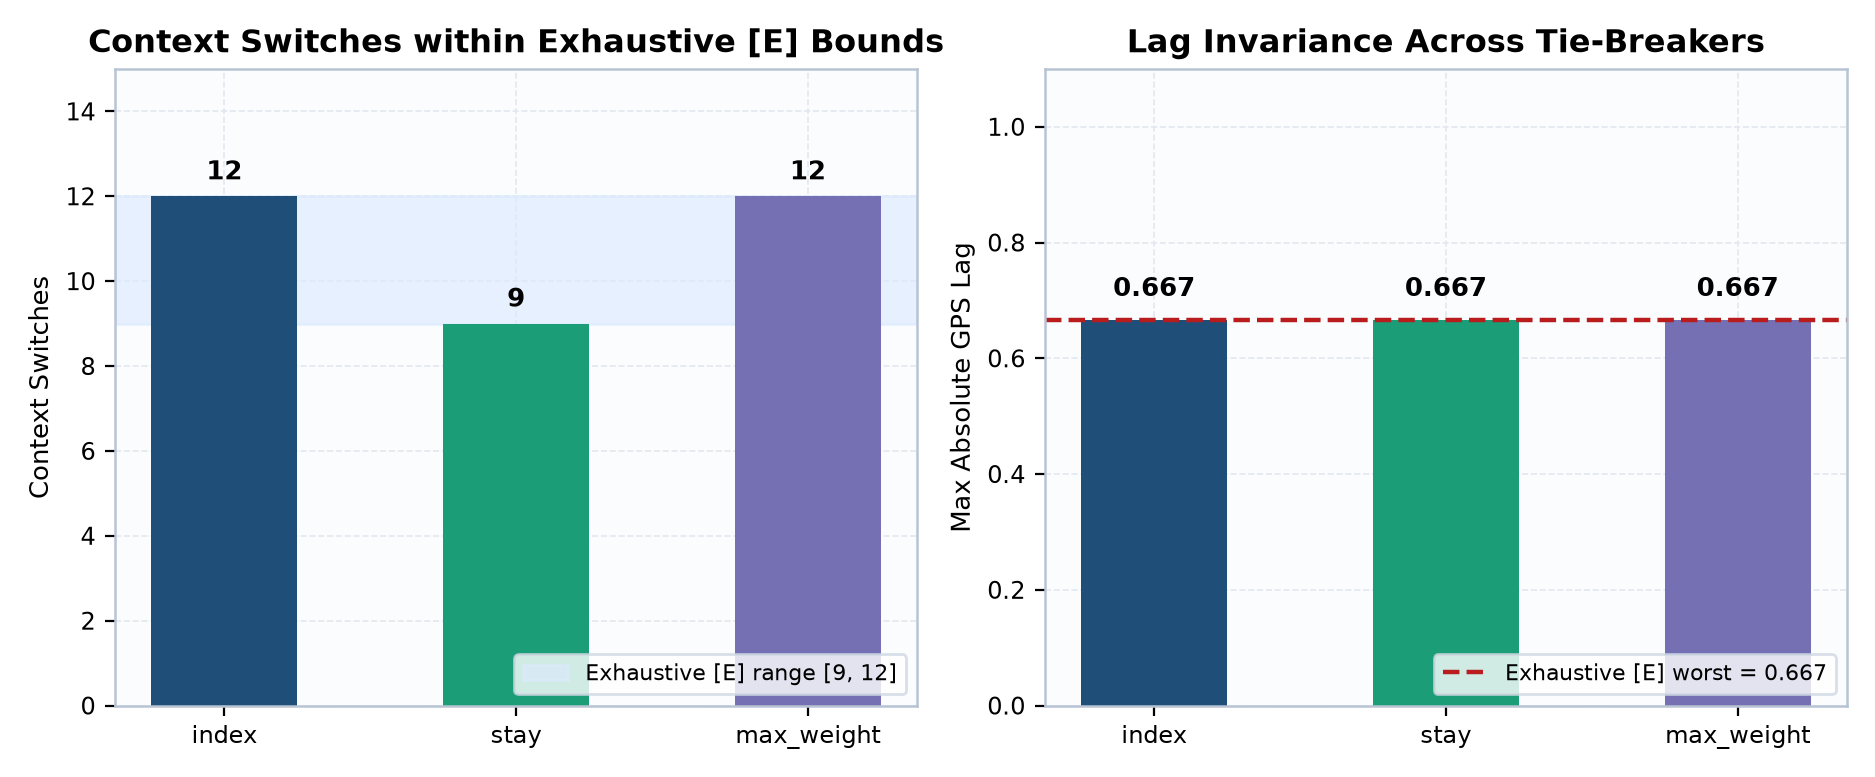 Context Switches within Exhaustive [E] Bounds
Context Switches
14
12
10
8
6
4
2
0
12
9
12
Exhaustive [E] range [9, 12]
index
stay
max_weight
Lag Invariance Across Tie-Breakers
Max Absolute GPS Lag
1.0
0.8
0.6
0.4
0.2
0.0
0.667
0.667
0.667
Exhaustive [E] worst = 0.667
index
stay
max_weight